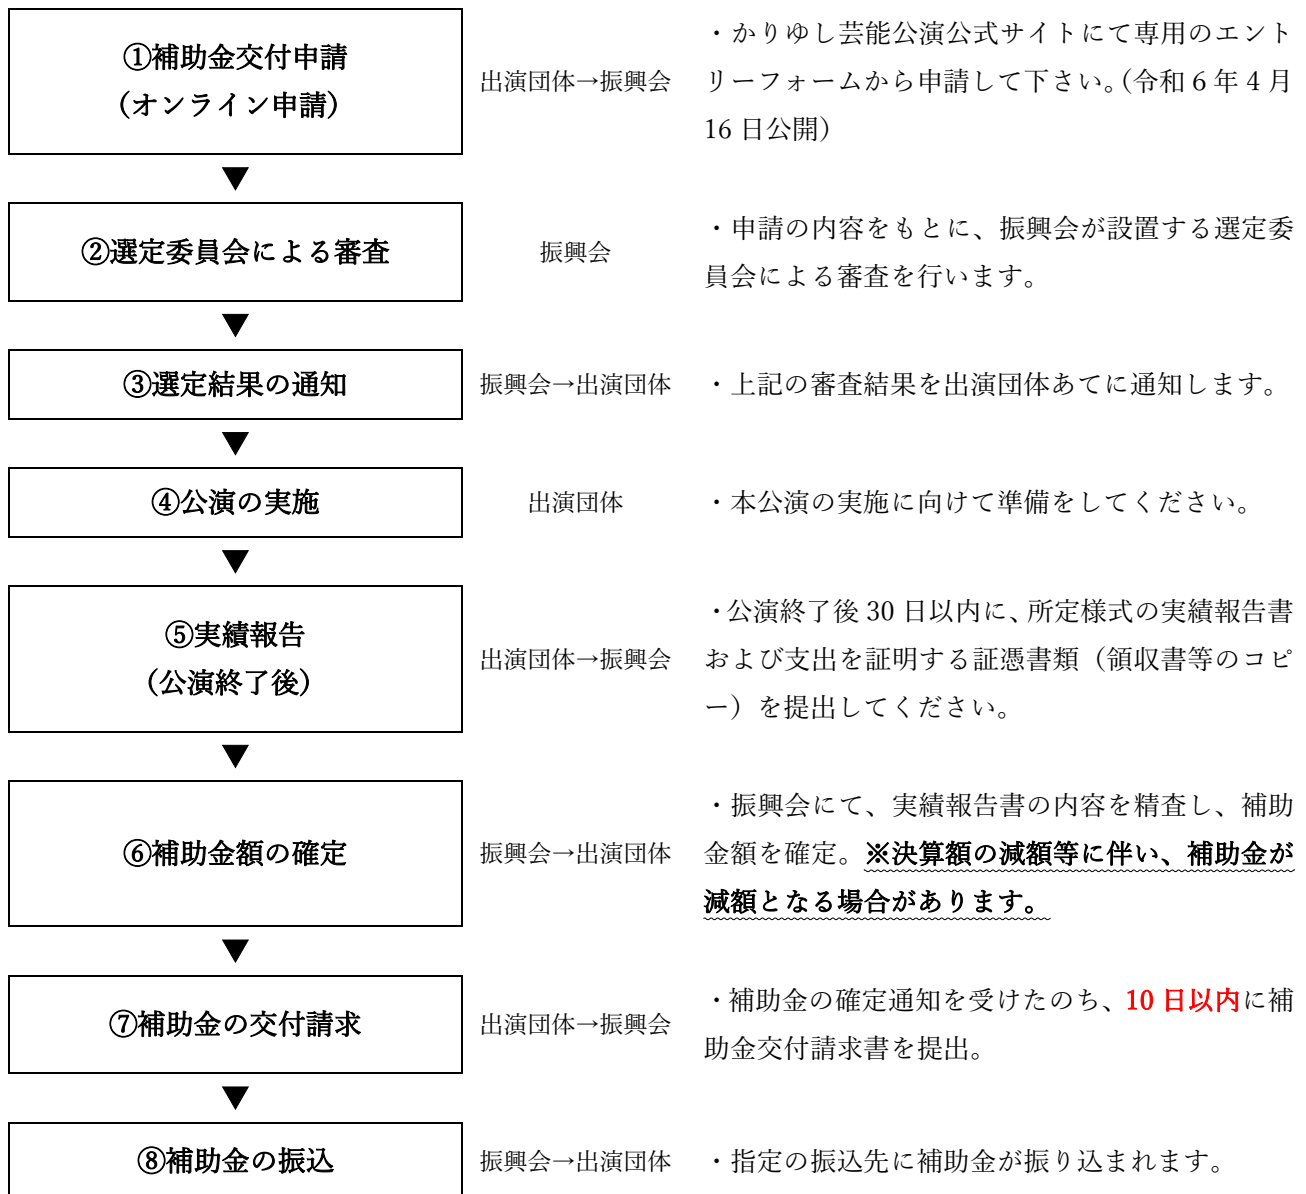 ①補助金交付申請
（オンライン申請）
出演団体→振興会
・かりゆし芸能公演公式サイトにて専用のエント
リーフォームから申請して下さい。（令和６年４月
16 日公開）
▼
②選定委員会による審査
振興会
・申請の内容をもとに、振興会が設置する選定委
員会による審査を行います。
▼
③選定結果の通知
振興会→出演団体
・上記の審査結果を出演団体あてに通知します。
▼
④公演の実施
出演団体
・本公演の実施に向けて準備をしてください。
▼
⑤実績報告
（公演終了後）
出演団体→振興会
・公演終了後 30 日以内に、所定様式の実績報告書
および支出を証明する証憑書類（領収書等のコピ
ー）を提出してください。
▼
⑥補助金額の確定
振興会→出演団体
・振興会にて、実績報告書の内容を精査し、補助
金額を確定。※決算額の減額等に伴い、補助金が
減額となる場合があります。
▼
⑦補助金の交付請求
出演団体→振興会
・補助金の確定通知を受けたのち、10 日以内に補
助金交付請求書を提出。
▼
⑧補助金の振込
振興会→出演団体
・指定の振込先に補助金が振り込まれます。